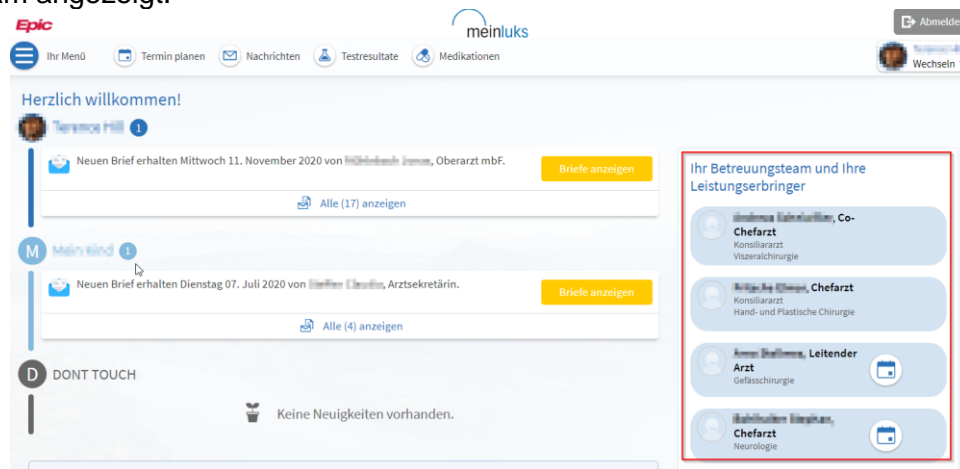 am angezeigt.
Epic
meinluks
Abmelde
Ihr Menü
Termin planen
Nachrichten
Testresultate
Medikationen
Wechseln
Herzlich willkommen!
1
Neuen Brief erhalten Mittwoch 11. November 2020 von , Oberarzt mbF.
Briefe anzeigen
Alle (17) anzeigen
M
1
Neuen Brief erhalten Dienstag 07. Juli 2020 von , Arztsekretärin.
Briefe anzeigen
Alle (4) anzeigen
D DONT TOUCH
Keine Neuigkeiten vorhanden.
Ihr Betreuungsteam und Ihre
Leistungserbringer
, Co-
Chefarzt
Konsiliararzt
Viszeralchirurgie
, Chefarzt
Konsiliararzt
Hand- und Plastische Chirurgie
, Leitender
Arzt
Gefässchirurgie
,
Chefarzt
Neurologie